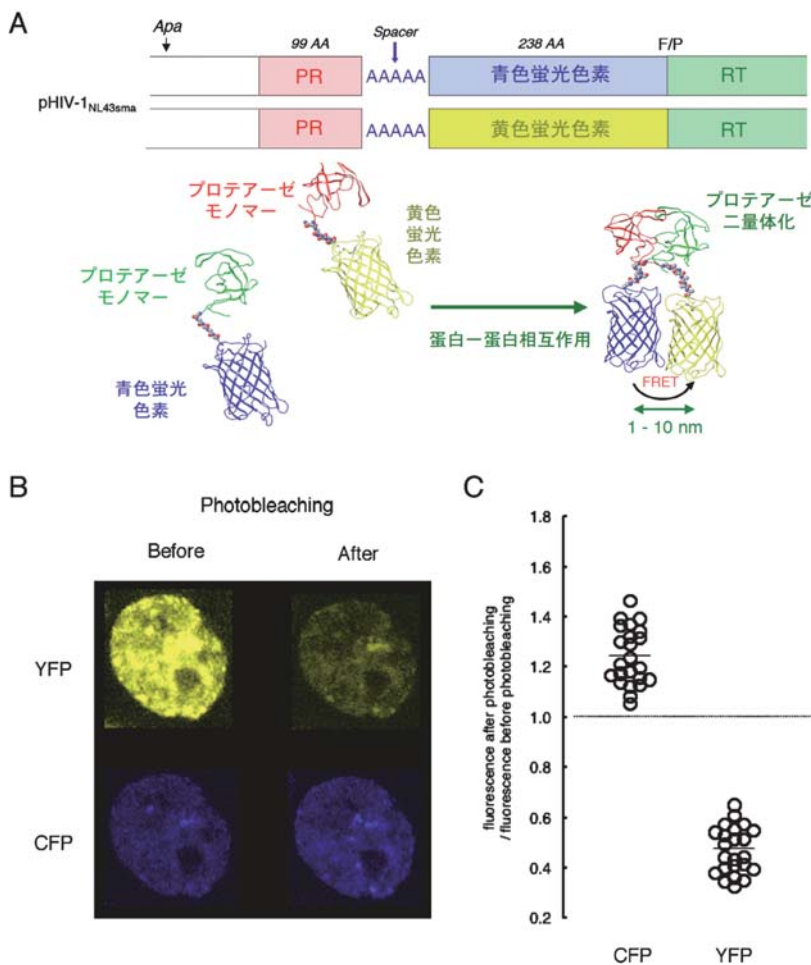 A
Apa
99 AA
Spacer
238 AA
F/P
pHIV-1NL43sma
PR
AAAAA
青色蛍光色素
RT
PR
AAAAA
黄色蛍光色素
RT
プロテアーゼ
モノマー
黄色
蛍光
色素
プロテアーゼ
モノマー
青色蛍光
色素
蛋白ー蛋白相互作用
プロテアーゼ
二量体化
FRET
1 - 10 nm
B
Photobleaching
Before
After
YFP
CFP
C
fluorescence after photobleaching
/ fluorescence before photobleaching
1.8
1.6
1.4
1.2
1.0
0.8
0.6
0.4
0.2
CFP
YFP